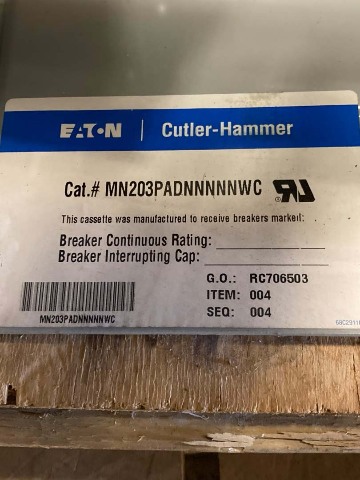 EATON | Cutler-Hammer
Cat.# MN203PADNNNNNWC
This cassette was manufactured to receive breakers marked:
Breaker Continuous Rating:
Breaker Interrupting Cap:
G.O.: RC706503
ITEM: 004
SEQ: 004
MN203PADNNNNNWC